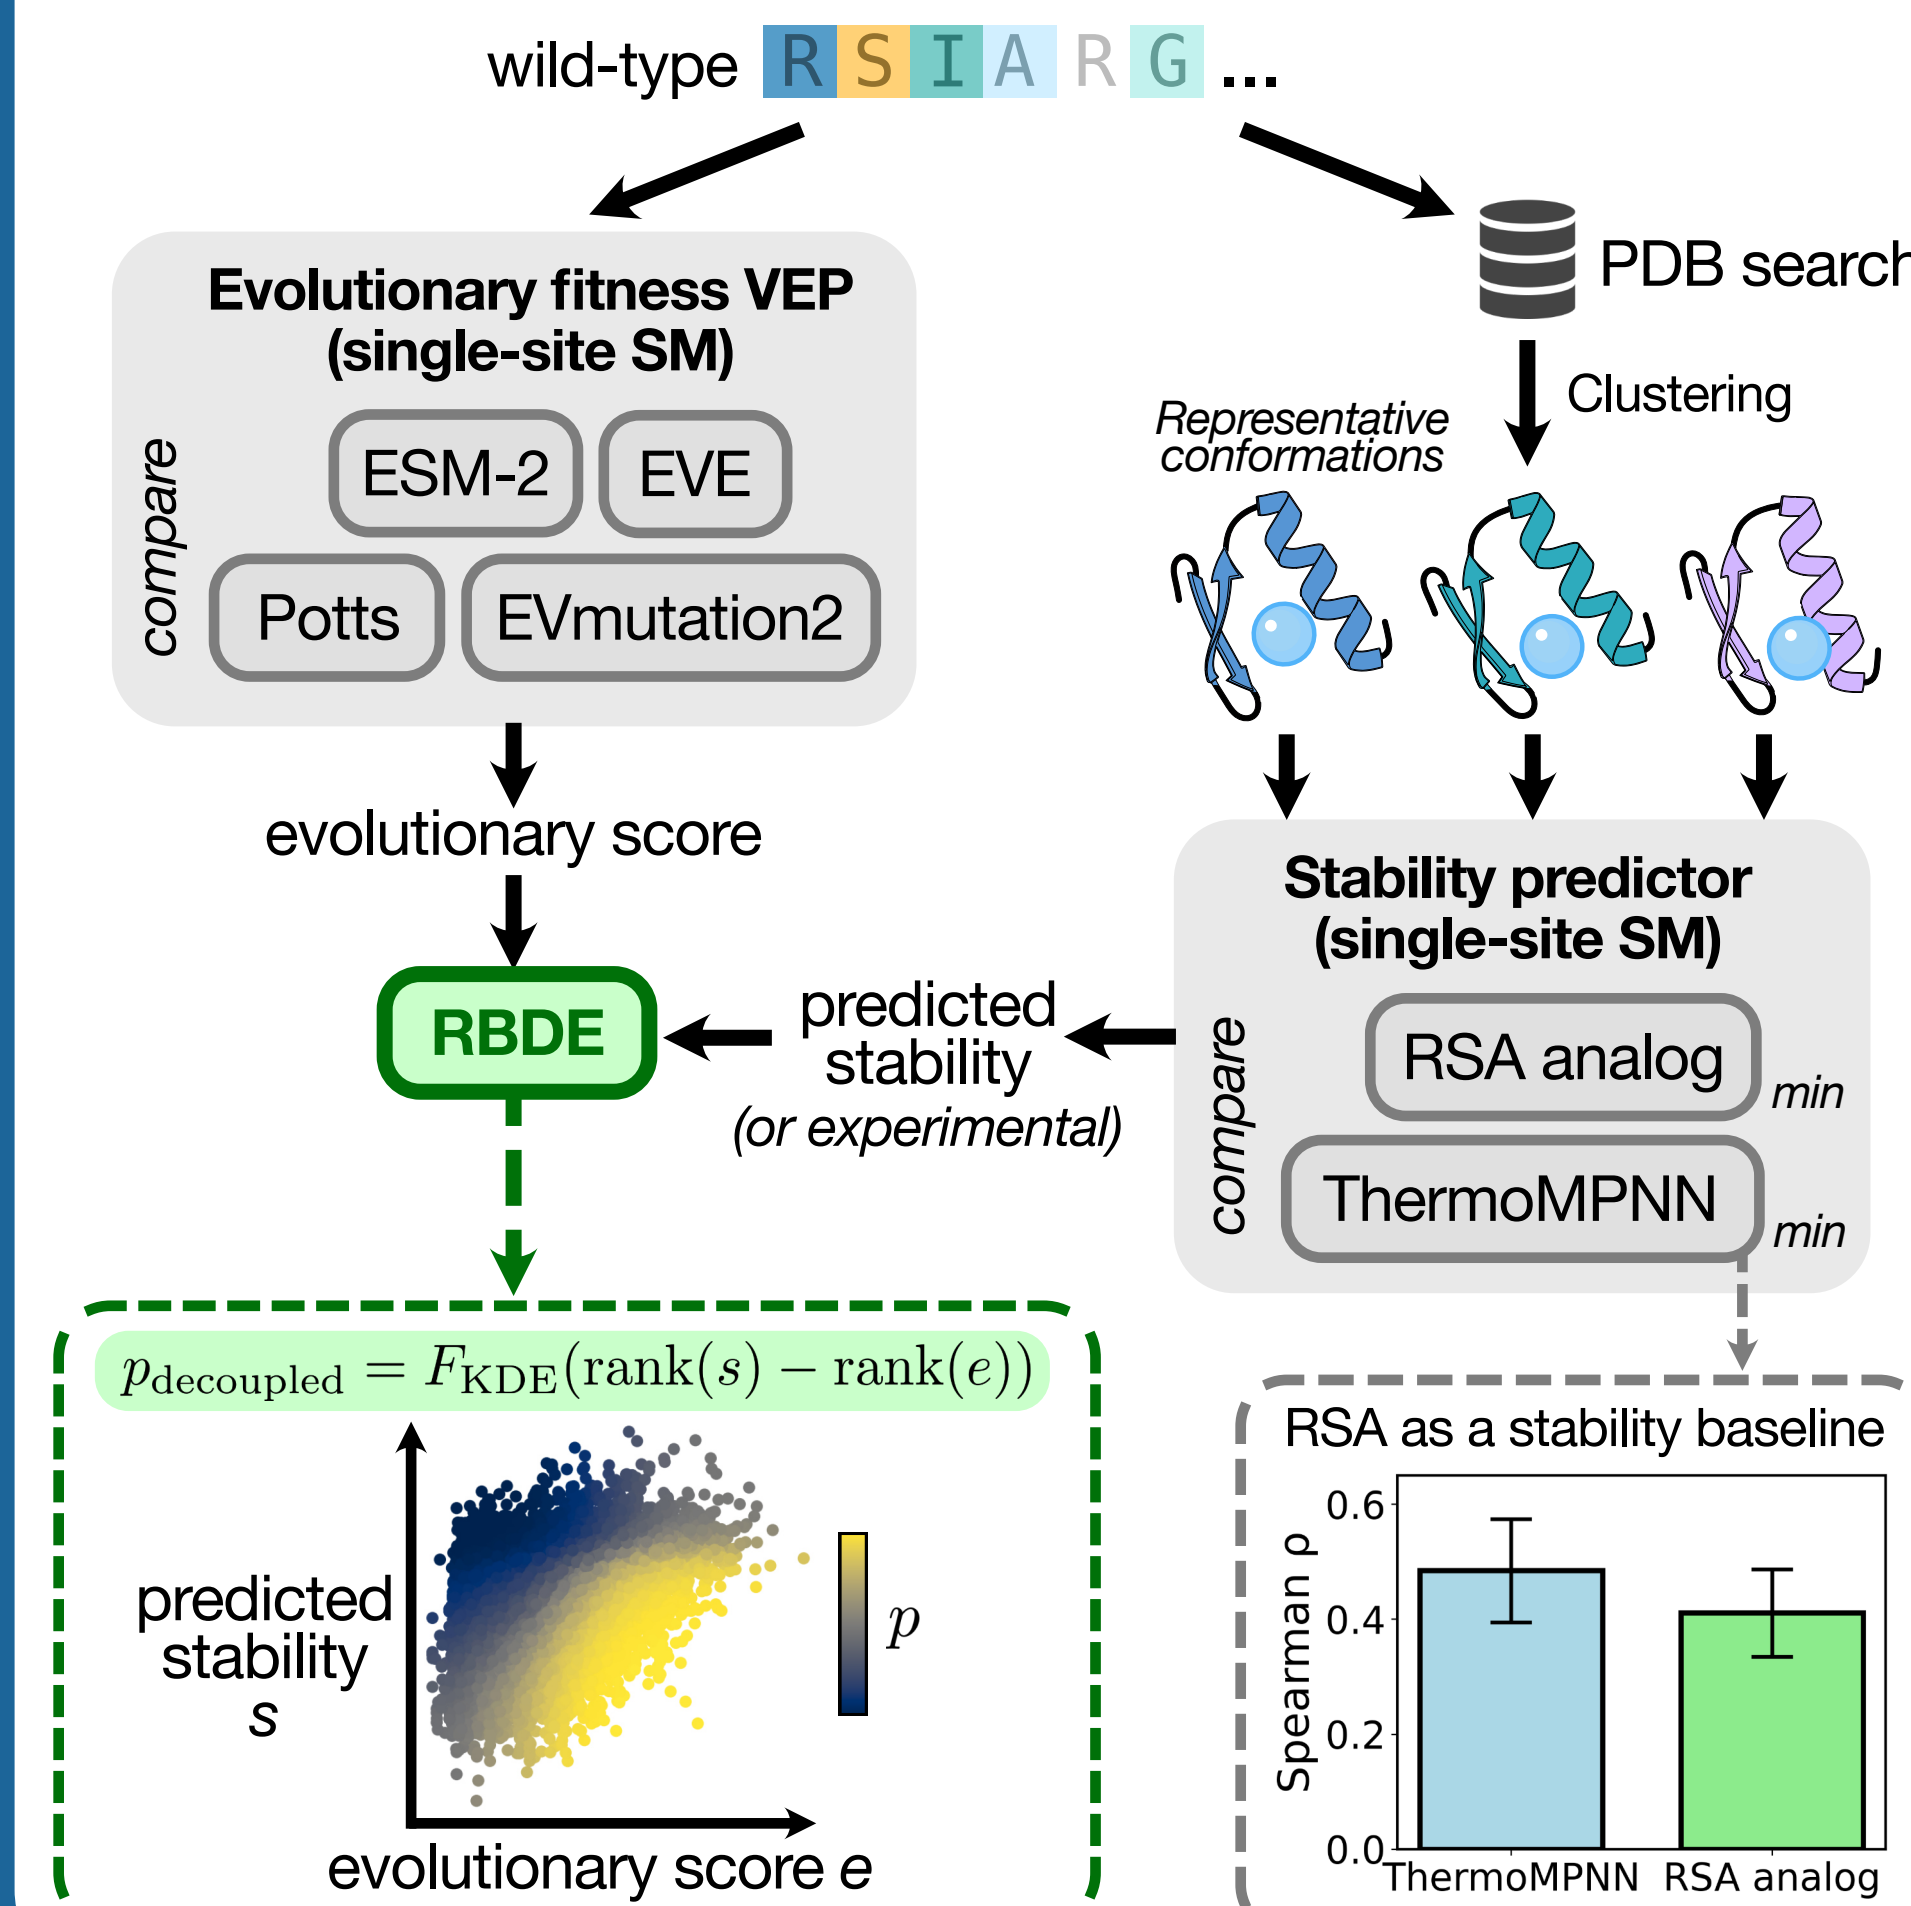 wild-type R S I A R G ...
Evolutionary fitness VEP
(single-site SM)
compare
ESM-2
EVE
Potts
EVmutation2
evolutionary score
RBDE
PDB search
Clustering
Representative
conformations
Stability predictor
(single-site SM)
compare
RSA analog
min
ThermoMPNN
min
predicted
stability
(or experimental)
p_decoupled = F_KDE(rank(s) − rank(e))
predicted
stability
s
p
evolutionary score e
RSA as a stability baseline
Spearman ρ
0.6
0.4
0.2
0.0
ThermoMPNN
RSA analog